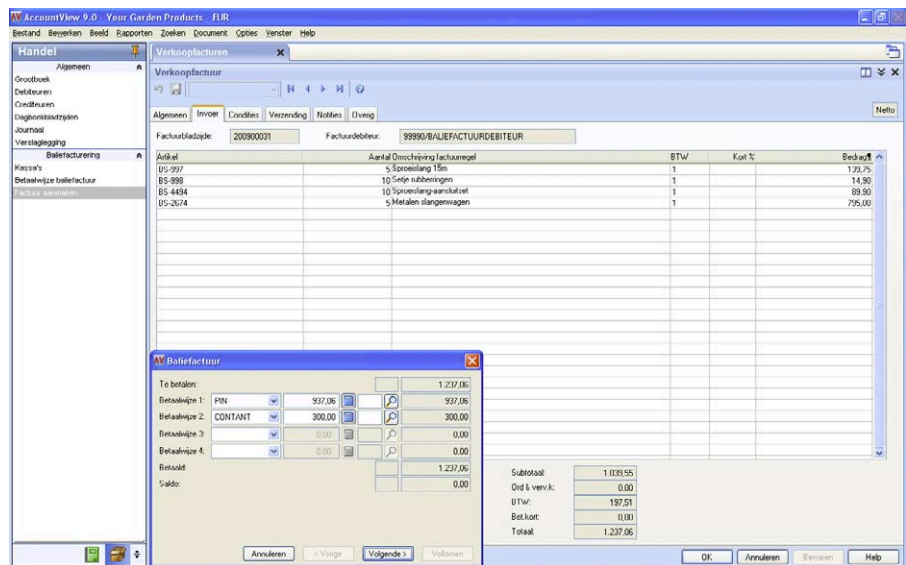 AccountView 9.0 - Your Garden Products - EUR
Bestand Bewerken Beeld Rapporten Zoeken Document Opties Venster Help
Handel
Algemeen
Grootboek
Debiteuren
Crediteuren
Dagboekbladzijden
Journaal
Verslaglegging
Baliefacturering
Kassa's
Betaalwijze baliefactuur
Factuur aanmaken
Verkoopfacturen
Verkoopfactuur
Algemeen Invoer Condities Verzending Notities Overig
Netto
Factuurbladzijde: 200900031 Factuurdebiteur: 99990/BALIEFACTUURDEBITEUR
Artikel Aantal Omschrijving factuurregel BTW Kort % Bedrag¶
BS-997 5 Sproeislang 15m 1 139,75
BS-998 10 Setje rubberringen 1 14,90
BS-4494 10 Sproeislang-aansluitset 1 89,90
BS-2674 5 Metalen slangenwagen 1 795,00
AV Baliefactuur
Te betalen: 1.237,06
Betaalwijze 1: PIN 937,06 937,06
Betaalwijze 2: CONTANT 300,00 300,00
Betaalwijze 3: 0,00 0,00
Betaalwijze 4: 0,00 0,00
Betaald: 1.237,06
Saldo: 0,00
Annuleren < Vorige Volgende > Voltooien
Subtotaal: 1.039,55
Ord & verv.k: 0,00
BTW: 197,51
Bet.kort: 0,00
Totaal: 1.237,06
OK Annuleren Bewaren Help